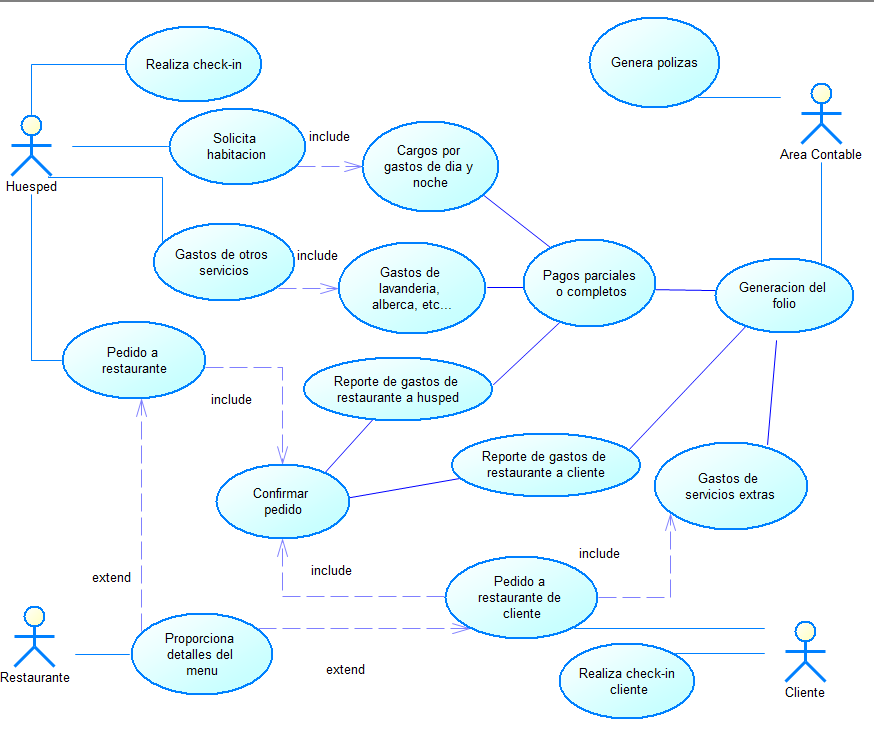 Realiza check-in
Genera polizas
Area Contable
Huesped
Solicita
habitacion
include
Cargos por
gastos de dia y
noche
Gastos de otros
servicios
include
Gastos de
lavanderia,
alberca, etc...
Pagos parciales
o completos
Generacion del
folio
Pedido a
restaurante
include
Reporte de gastos de
restaurante a husped
Reporte de gastos de
restaurante a cliente
Gastos de
servicios extras
Confirmar
pedido
include
include
extend
Pedido a
restaurante de
cliente
Restaurante
Proporciona
detalles del
menu
extend
Realiza check-in
cliente
Cliente